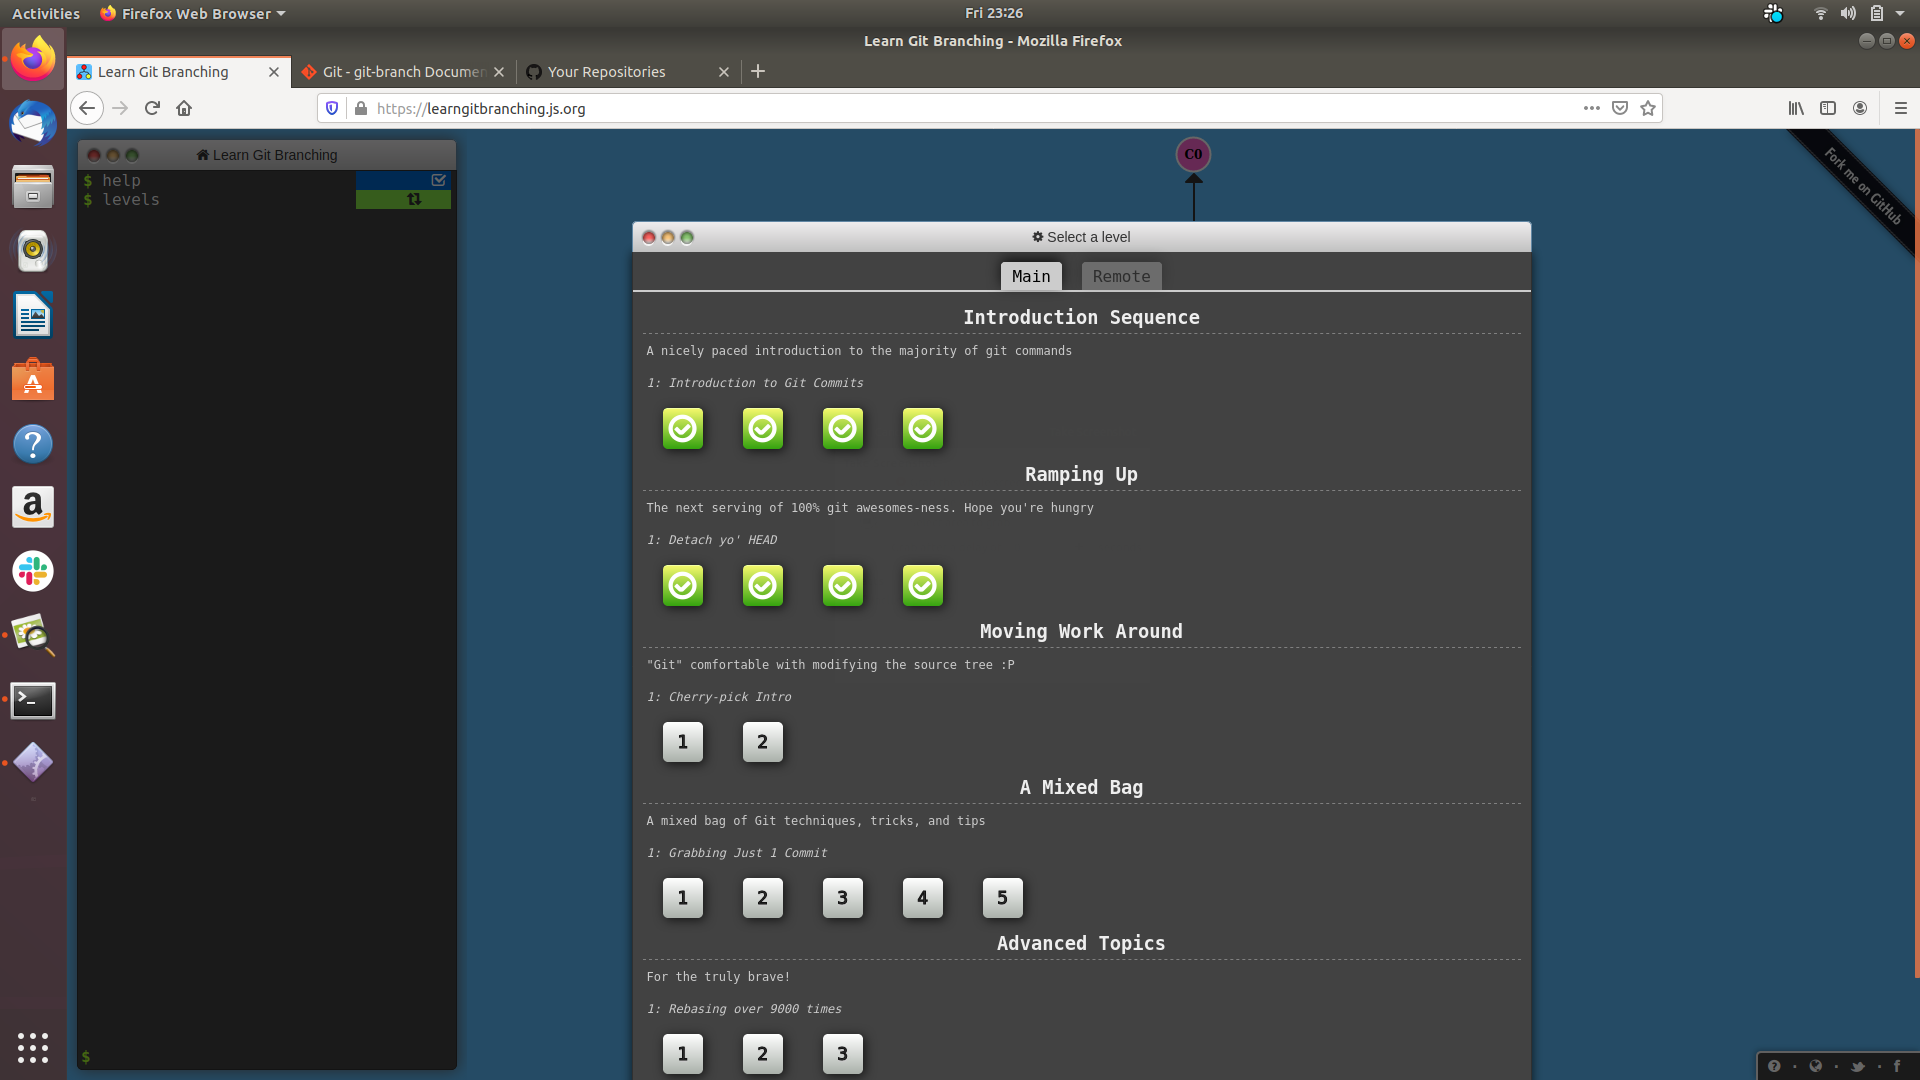 Activities
Firefox Web Browser
Fri 23:26
Learn Git Branching - Mozilla Firefox
Learn Git Branching
Git - git-branch Documen
Your Repositories
https://learngitbranching.js.org
Learn Git Branching
$ help
$ levels
$
C0
Fork me on GitHub
Select a level
Main
Remote
Introduction Sequence
A nicely paced introduction to the majority of git commands
1: Introduction to Git Commits
Ramping Up
The next serving of 100% git awesomes-ness. Hope you're hungry
1: Detach yo' HEAD
Moving Work Around
"Git" comfortable with modifying the source tree :P
1: Cherry-pick Intro
1 2
A Mixed Bag
A mixed bag of Git techniques, tricks, and tips
1: Grabbing Just 1 Commit
1 2 3 4 5
Advanced Topics
For the truly brave!
1: Rebasing over 9000 times
1 2 3